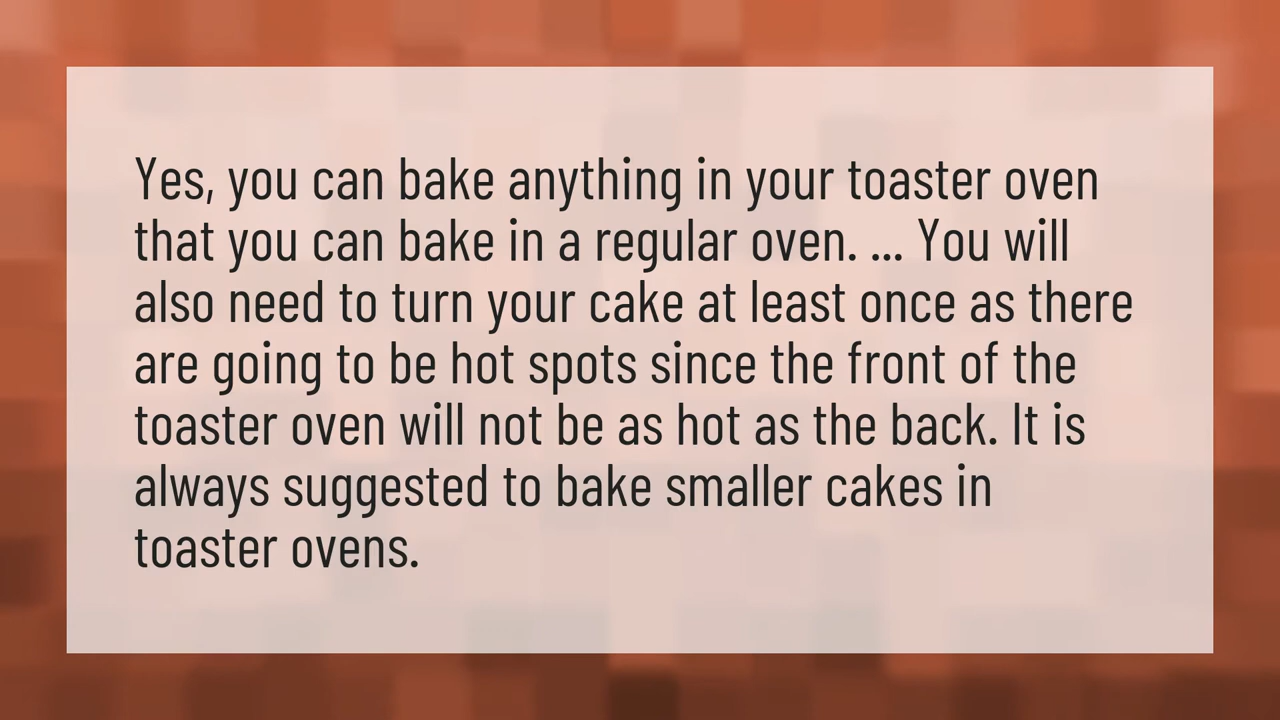 Yes, you can bake anything in your toaster oven
that you can bake in a regular oven. ... You will
also need to turn your cake at least once as there
are going to be hot spots since the front of the
toaster oven will not be as hot as the back. It is
always suggested to bake smaller cakes in
toaster ovens.